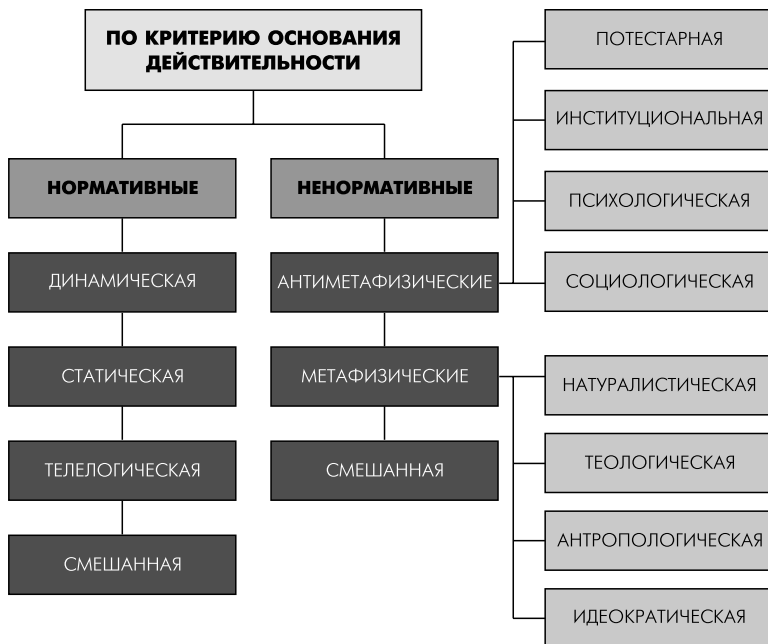 ПО КРИТЕРИЮ ОСНОВАНИЯ
ДЕЙСТВИТЕЛЬНОСТИ
НОРМАТИВНЫЕ
ДИНАМИЧЕСКАЯ
СТАТИЧЕСКАЯ
ТЕЛЕЛОГИЧЕСКАЯ
СМЕШАННАЯ
НЕНОРМАТИВНЫЕ
АНТИМЕТАФИЗИЧЕСКИЕ
МЕТАФИЗИЧЕСКИЕ
СМЕШАННАЯ
ПОТЕСТАРНАЯ
ИНСТИТУЦИОНАЛЬНАЯ
ПСИХОЛОГИЧЕСКАЯ
СОЦИОЛОГИЧЕСКАЯ
НАТУРАЛИСТИЧЕСКАЯ
ТЕОЛОГИЧЕСКАЯ
АНТРОПОЛОГИЧЕСКАЯ
ИДЕОКРАТИЧЕСКАЯ